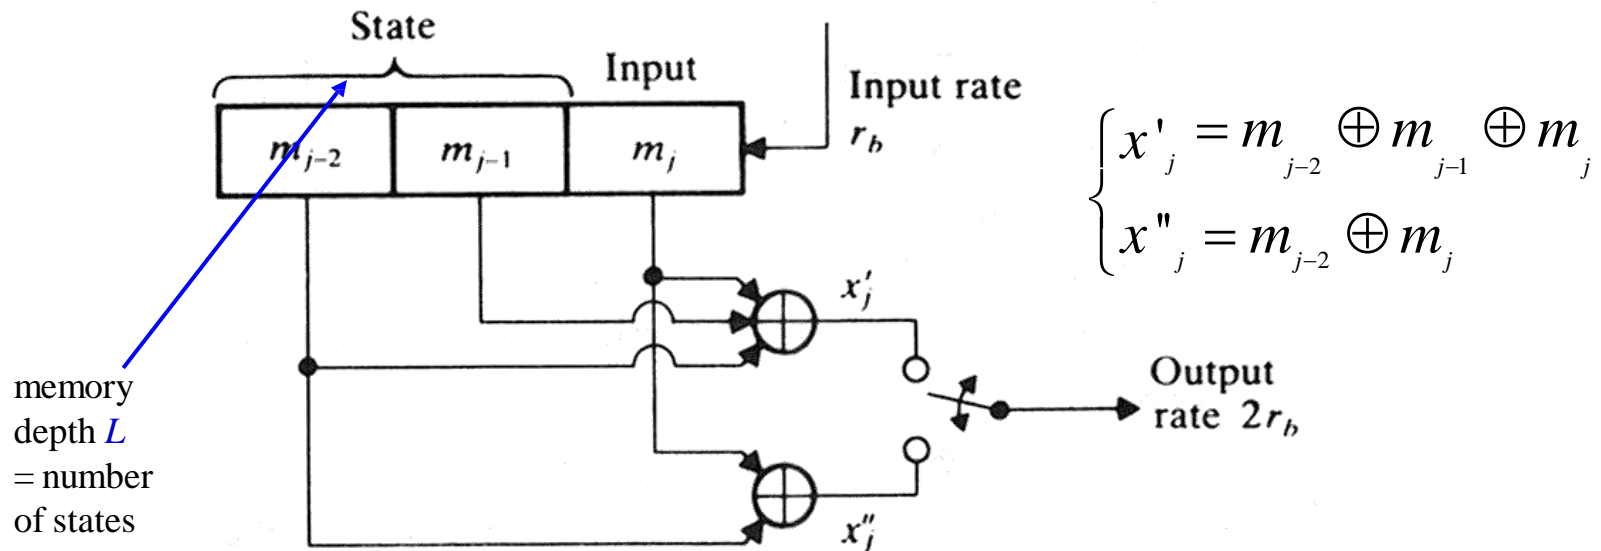 State
Input
Input rate
r_b
m_{j-2} m_{j-1} m_j
x'_j = m_{j-2} ⊕ m_{j-1} ⊕ m_j
x''_j = m_{j-2} ⊕ m_j
x'_j
Output
rate 2r_b
memory
depth L
= number
of states
x''_j